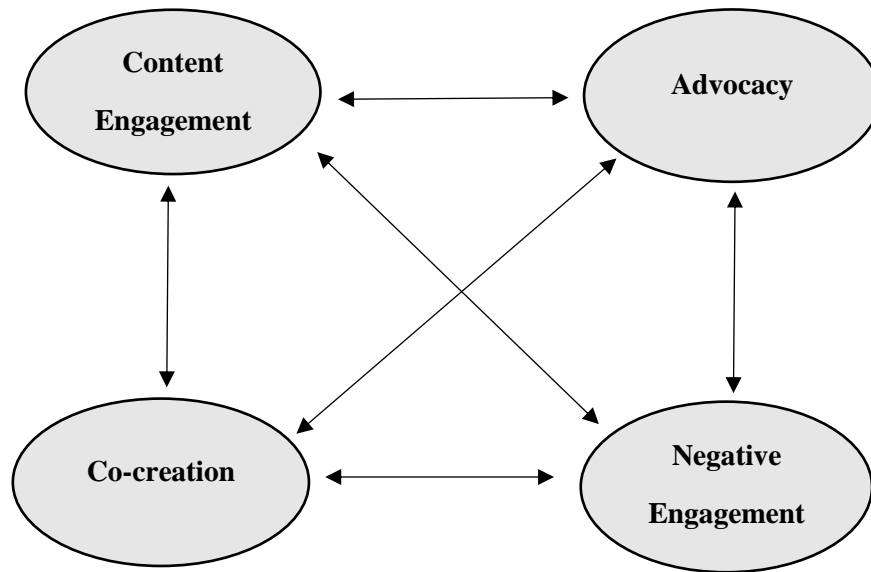 Content
Engagement
Advocacy
Co-creation
Negative
Engagement